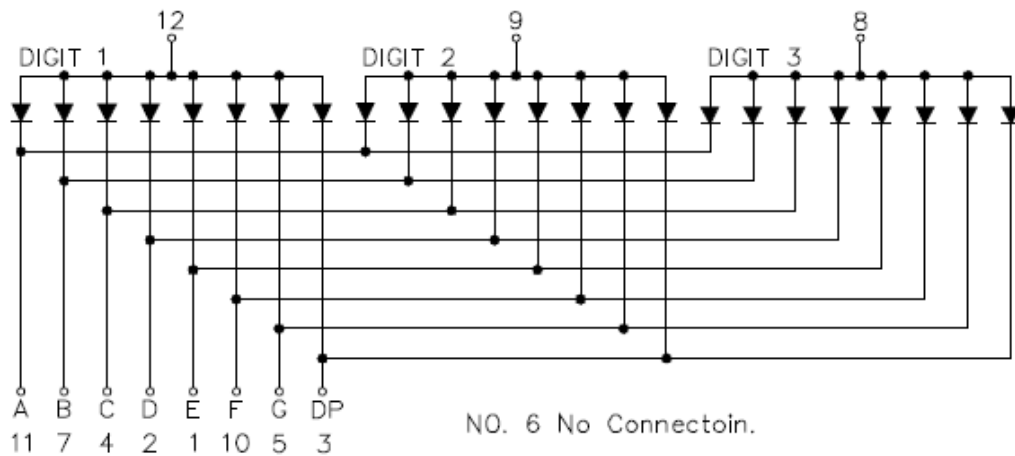 12 9 8
DIGIT 1 DIGIT 2 DIGIT 3
A B C D E F G DP
11 7 4 2 1 10 5 3
NO. 6 No Connectoin.